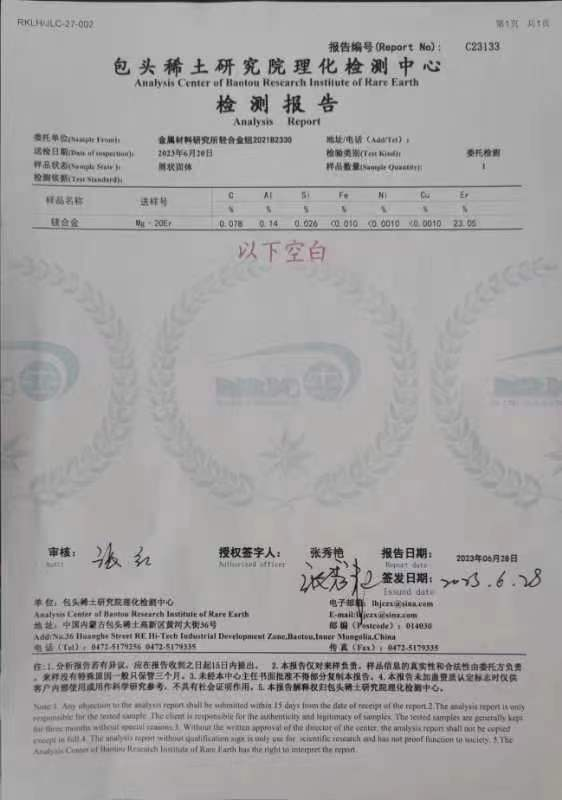 RKLH/JLC-27-002 第1页 共1页
报告编号(Report No): C23133
包头稀土研究院理化检测中心
Analysis Center of Baotou Research Institute of Rare Earth
检测报告
Analysis Report
委托单位(Sample From): 金属材料研究所轻合金组2021B2330 地址/电话(Add/Tel):
送检日期(Date of inspection): 2023年6月20日 检验类别(Test Kind): 委托检测
样品状态(Sample State): 屑状固体 样品数量(Sample Quantity): 1
检测依据(Test Standard):
样品名称 送样号 C Al Si Fe Ni Cu Er
% % % % % % %
镁合金 Mg-20Er 0.078 0.14 0.026 <0.010 <0.0010 <0.0010 23.05
以下空白
审核: 张红 授权签字人: 张秀艳 报告日期: 2023年06月28日
Audit Authorized officer Report date
签发日期: 2023.6.28
Issued date
单位: 包头稀土研究院理化检测中心 电子邮箱: lhjczx@sina.com
Analysis Center of Baotou Research Institute of Rare Earth E-mail:lhjczx@sina.com
地址: 中国内蒙古包头稀土高新区黄河大街36号 邮编(Postcode): 014030
Add:No.36 Huanghe Street RE Hi-Tech Industrial Development Zone,Baotou,Inner Mongolia,China
电话(Tel): 0472-5179256 0472-5179335 传真(Fax): 0472-5179335
注:1.分析报告若有异议,应在报告收到之日起15日内提出。 2.本报告仅对来样负责,样品信息的真实性和合法性由委托方负责
。来样没有特殊原因一般只保管三个月。3.未经本中心主任书面批准不得部分复制本报告。4.本报告未加盖资质认定标志时仅供
客户内部使用或用作科学研究参考,不具有社会证明作用。5.本报告解释权归包头稀土研究院理化检测中心。
Note:1. Any objection to the analysis report shall be submitted within 15 days from the date of receipt of the report.2.The analysis report is only
responsible for the tested sample. The client is responsible for the authenticity and legitimacy of samples. The tested samples are generally kept
for three months without special reasons.3. Without the written approval of the director of the center, the analysis report shall not be copied
except in full.4. The analysis report without qualification sign is only use for scientific research and has not proof function to society. 5.The
Analysis Center of Baotou Research Institute of Rare Earth has the right to interpret the report.